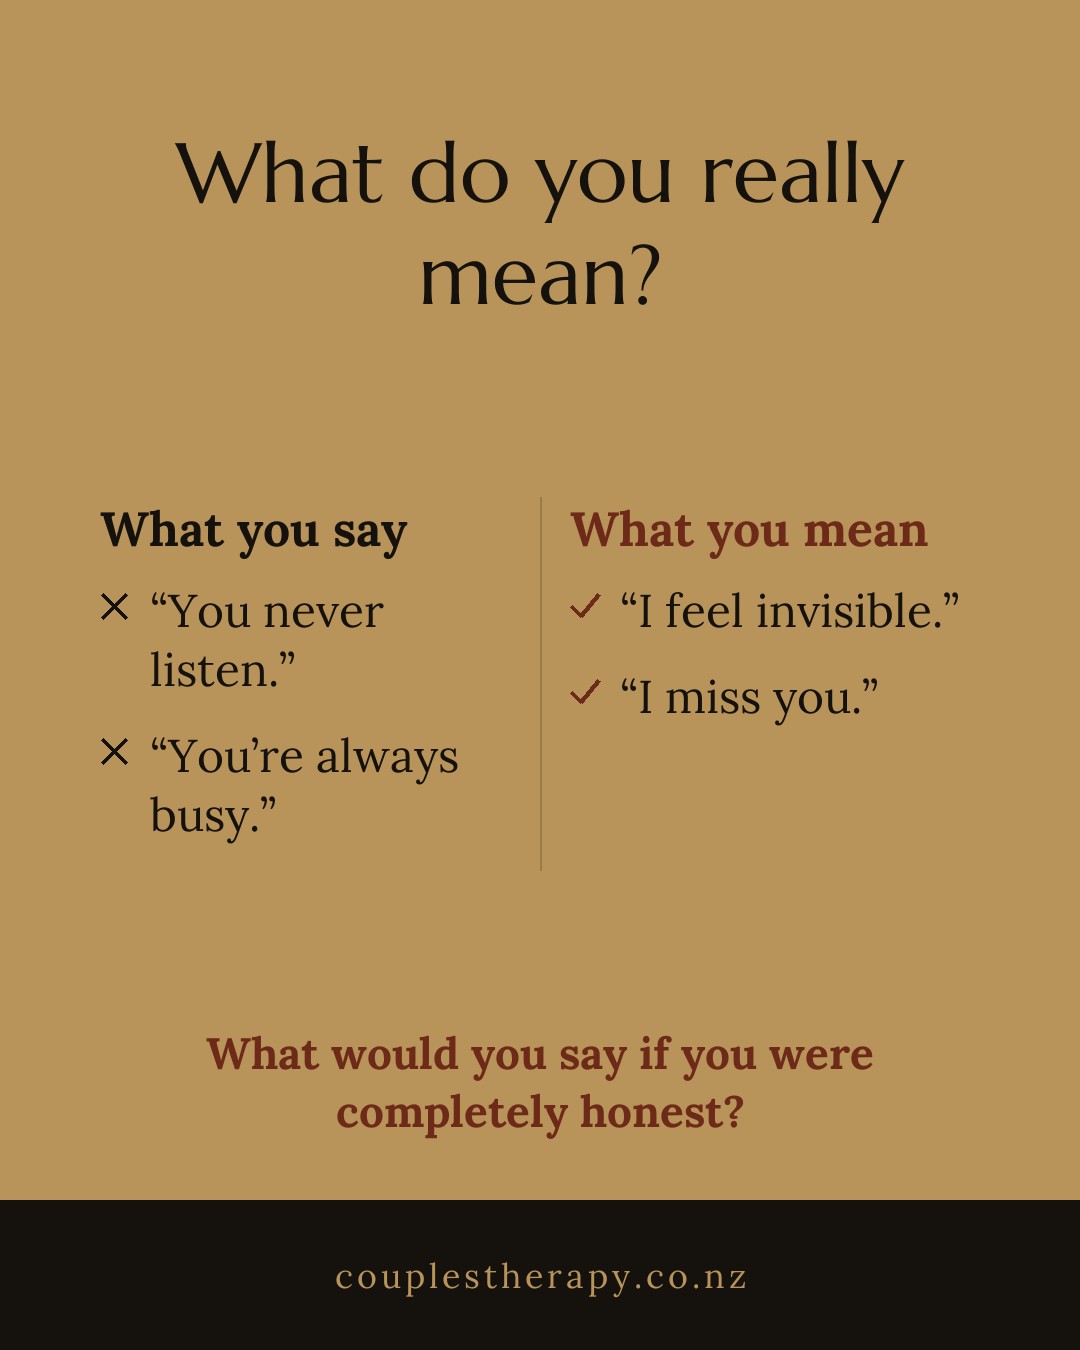 What do you really
mean?
What you say
“You never
listen.”
“You’re always
busy.”
What you mean
“I feel invisible.”
“I miss you.”
What would you say if you were
completely honest?
couplestherapy.co.nz